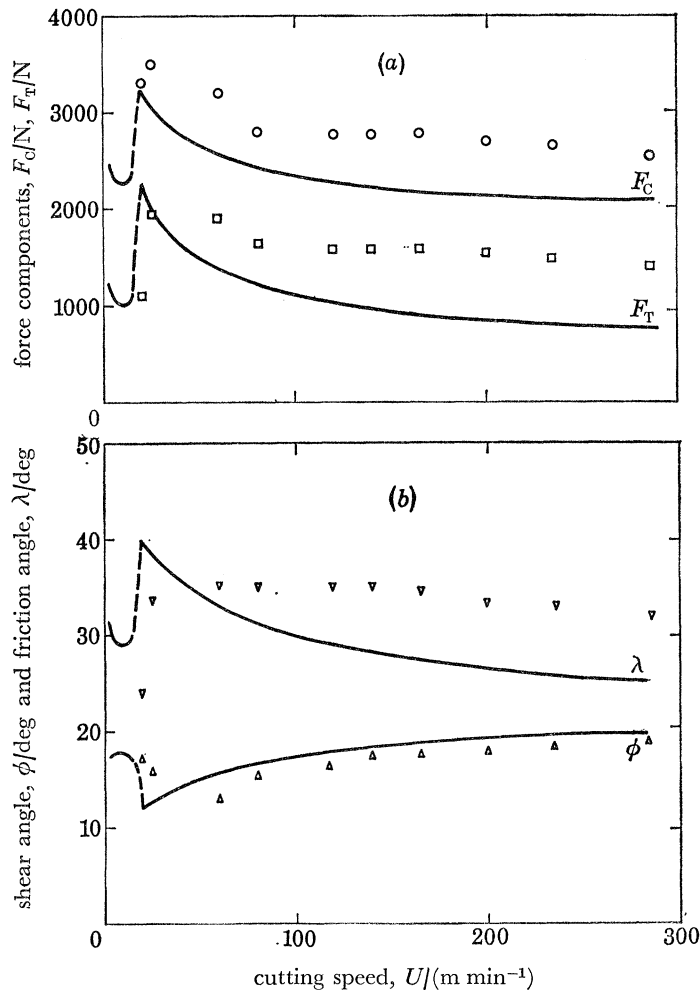 4000
3000
2000
1000
0
force components, F_C/N, F_T/N
(a)
F_C
F_T
50
40
30
20
10
0
shear angle, ϕ/deg and friction angle, λ/deg
(b)
λ
ϕ
100
200
300
cutting speed, U/(m min⁻¹)